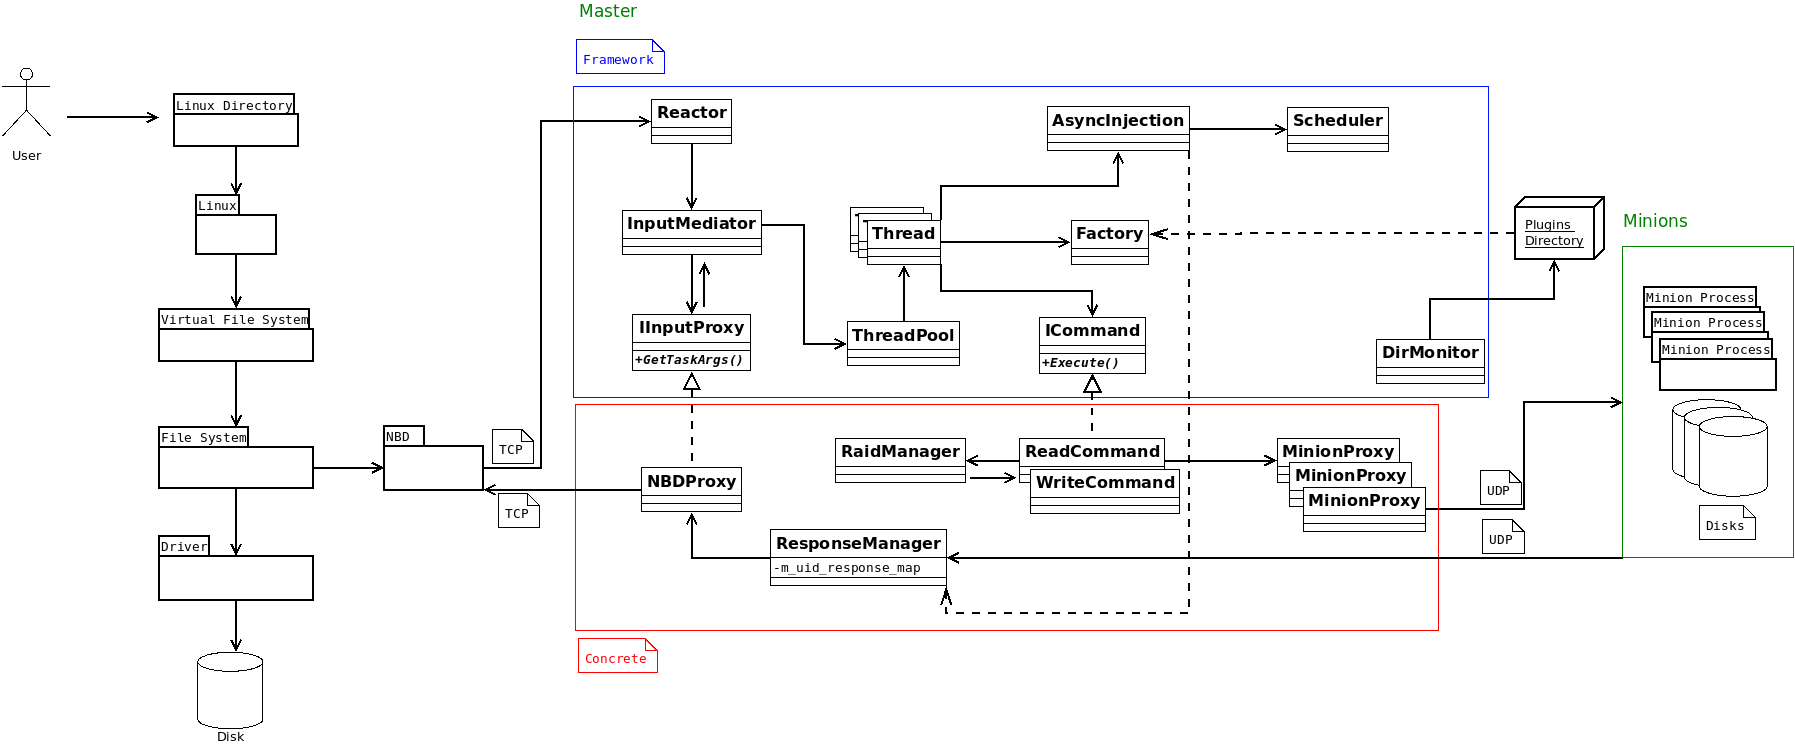 Master
Framework
User
Linux Directory
Linux
Virtual File System
File System
Driver
Disk
NBD
TCP
TCP
Reactor
InputMediator
IInputProxy
+GetTaskArgs()
Thread
ThreadPool
AsyncInjection
Scheduler
Factory
ICommand
+Execute()
DirMonitor
Plugins
Directory
NBDProxy
RaidManager
ReadCommand
WriteCommand
MinionProxy
MinionProxy
MinionProxy
ResponseManager
-m_uid_response_map
Concrete
UDP
UDP
Minions
Minion Process
Minion Process
Minion Process
Disks